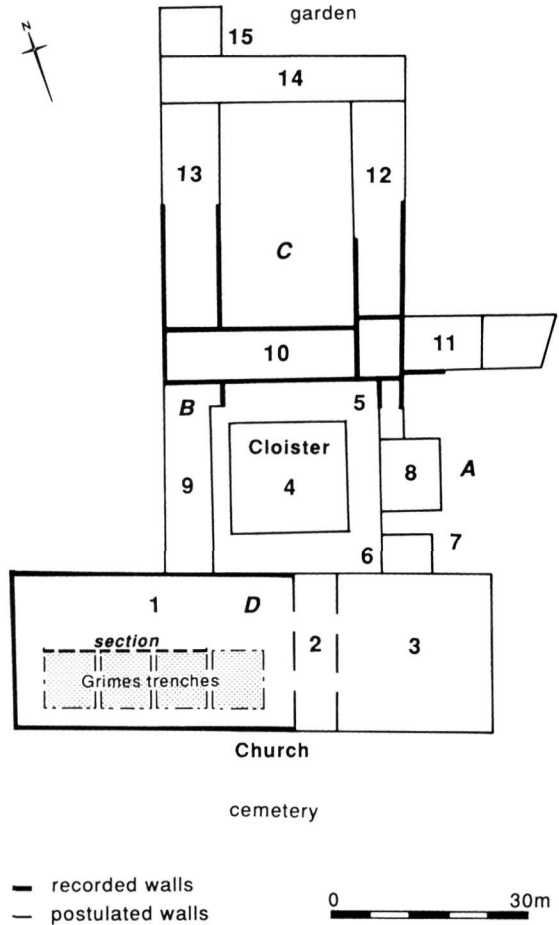 garden
N
15
14
13
12
C
10
11
B
5
Cloister
9
4
8
A
6
7
1
D
section
2
3
Grimes trenches
Church
cemetery
recorded walls
0 30m
postulated walls